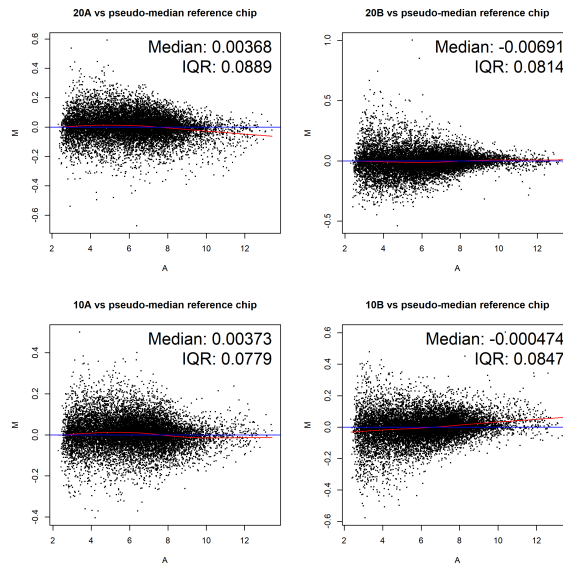 20A vs pseudo-median reference chip
Median: 0.00368
IQR: 0.0889
0.6
0.4
0.2
0.0
-0.2
-0.4
-0.6
M
2 4 6 8 10 12
A
20B vs pseudo-median reference chip
Median: -0.00691
IQR: 0.0814
1.0
0.5
0.0
-0.5
M
2 4 6 8 10 12
A
10A vs pseudo-median reference chip
Median: 0.00373
IQR: 0.0779
0.4
0.2
0.0
-0.2
-0.4
M
2 4 6 8 10 12
A
10B vs pseudo-median reference chip
Median: -0.000474
IQR: 0.0847
0.6
0.4
0.2
0.0
-0.2
-0.4
-0.6
M
2 4 6 8 10 12
A